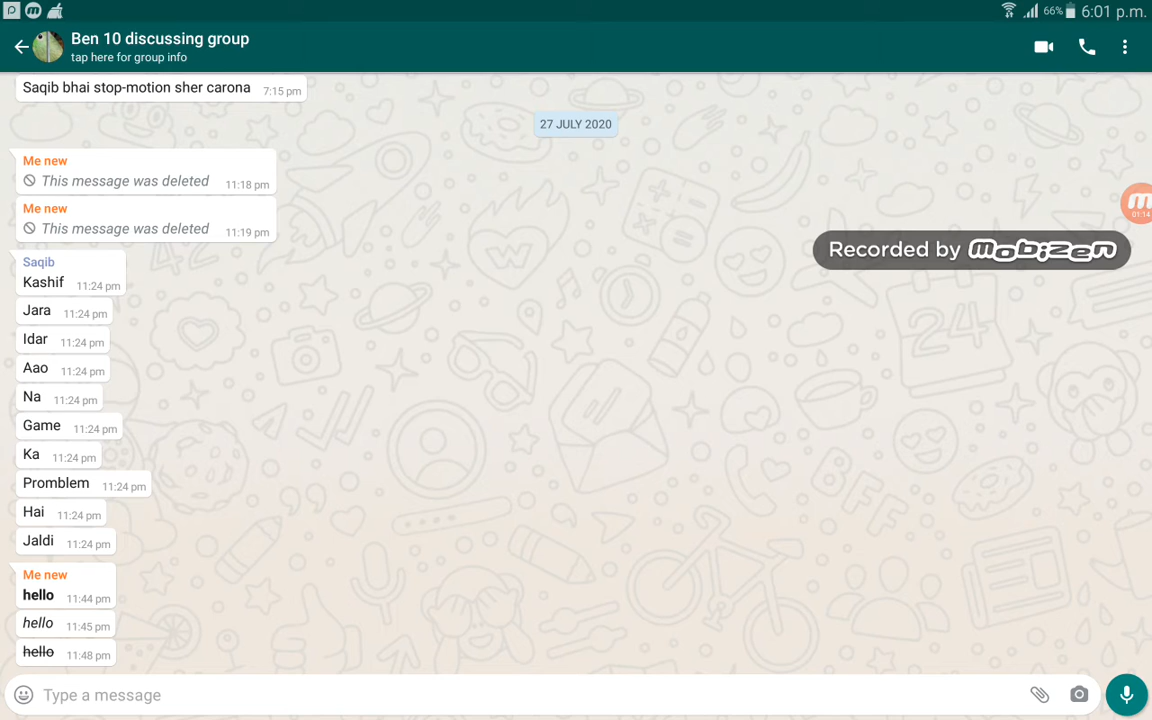 66% 6:01 p.m.
Ben 10 discussing group
tap here for group info
Saqib bhai stop-motion sher carona 7:15 pm
27 JULY 2020
Me new
This message was deleted 11:18 pm
Me new
This message was deleted 11:19 pm
01:14
Recorded by mobizen
Saqib
Kashif 11:24 pm
Jara 11:24 pm
Idar 11:24 pm
Aao 11:24 pm
Na 11:24 pm
Game 11:24 pm
Ka 11:24 pm
Promblem 11:24 pm
Hai 11:24 pm
Jaldi 11:24 pm
Me new
hello 11:44 pm
hello 11:45 pm
hello 11:48 pm
Type a message